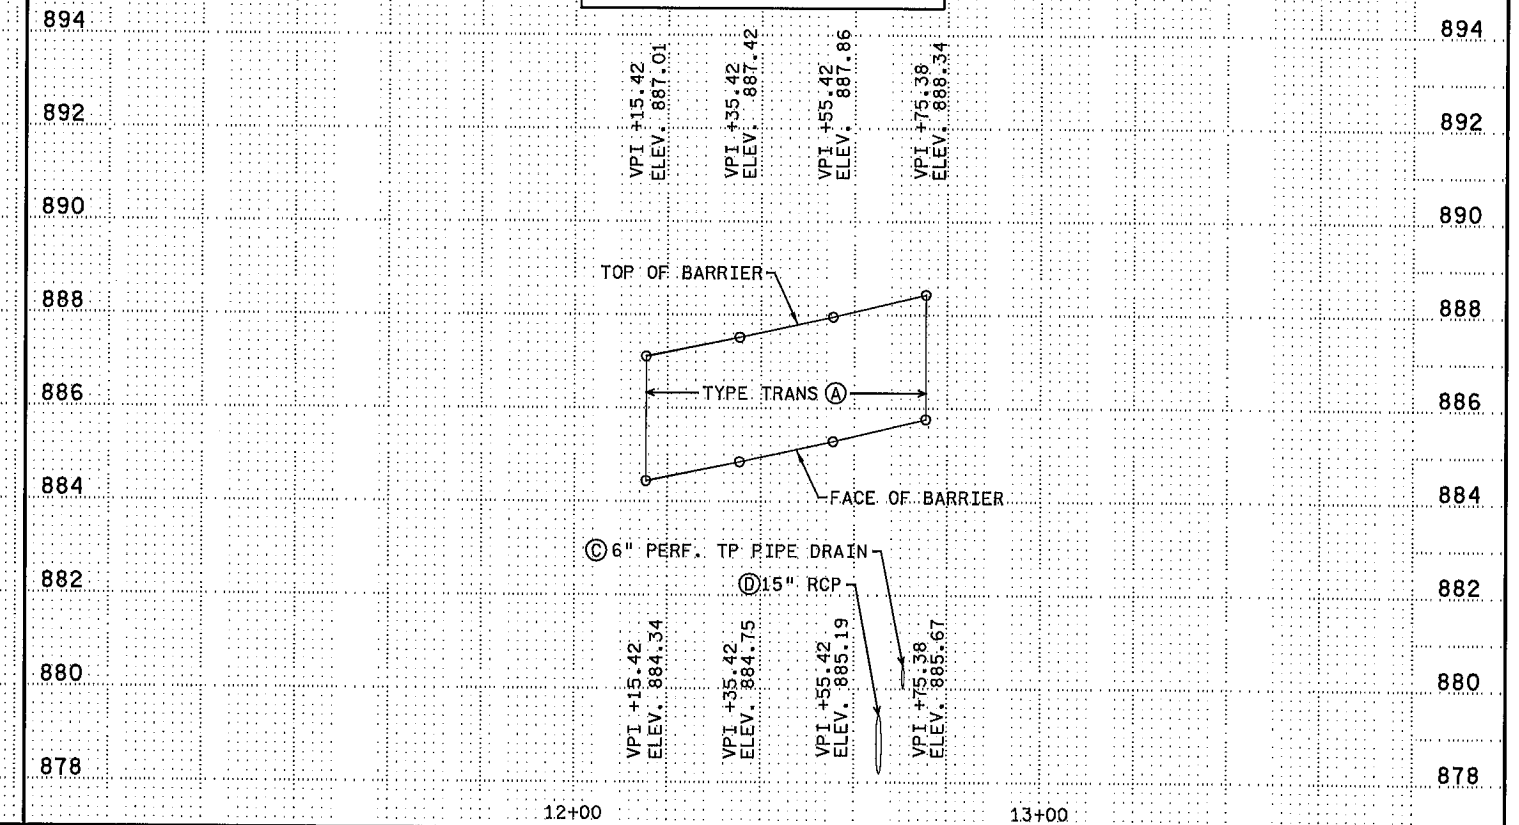 894 894
VPI +15.42
ELEV. 887.01
VPI +35.42
ELEV. 887.42
VPI +55.42
ELEV. 887.86
VPI +75.38
ELEV. 888.34
892 892
890 890
TOP OF BARRIER
888 888
TYPE TRANS A
886 886
884 884
FACE OF BARRIER
C 6" PERF. TP PIPE DRAIN
D 15" RCP
882 882
VPI +15.42
ELEV. 884.34
VPI +35.42
ELEV. 884.75
VPI +55.42
ELEV. 885.19
VPI +75.38
ELEV. 885.67
880 880
878 878
12+00 13+00